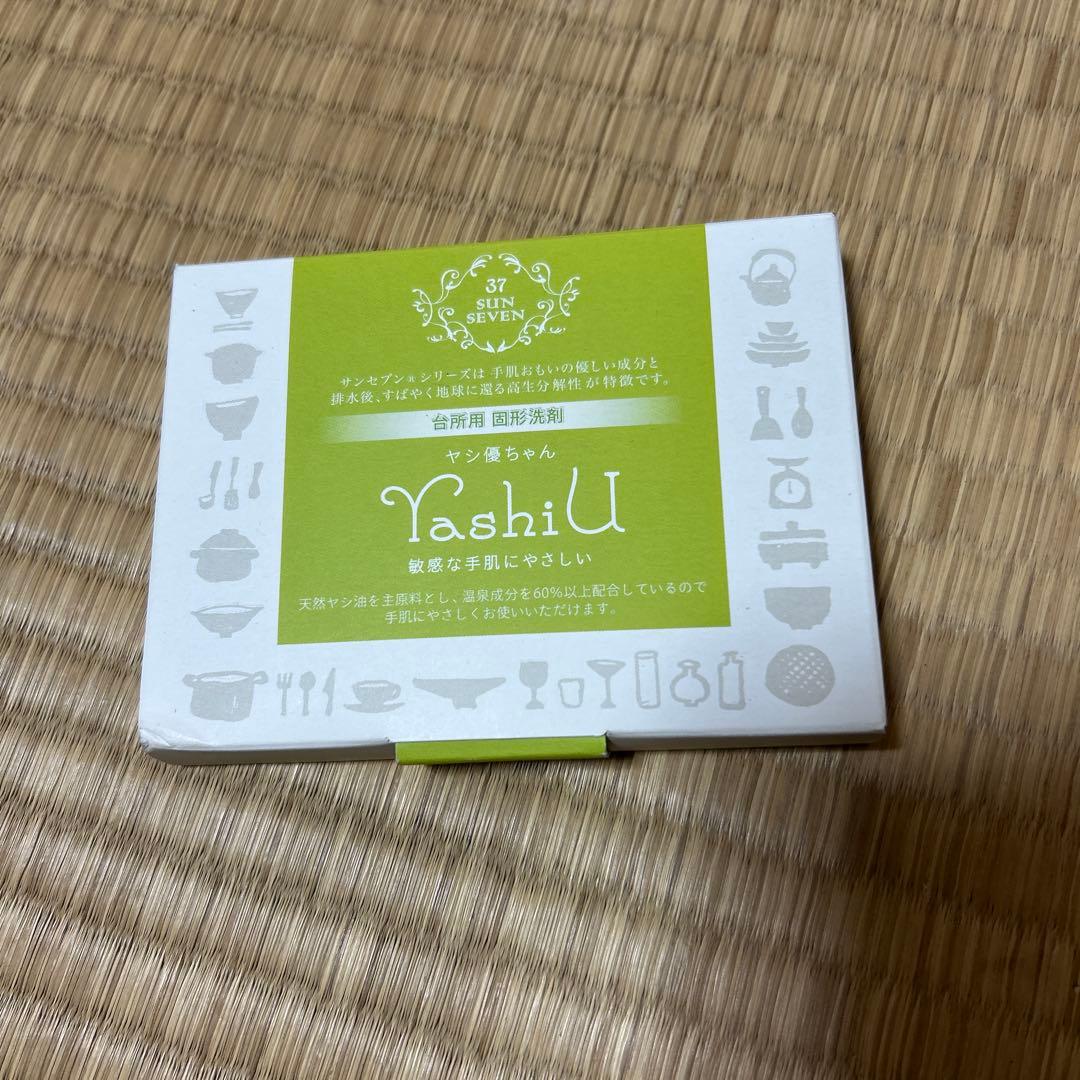 37
SUN
SEVEN
サンセブン®シリーズは 手肌おもいの優しい成分と
排水後、すばやく地球に還る高生分解性 が 特徴です。
台所用 固形洗剤
ヤシ優ちゃん
YashiU
敏感な手肌にやさしい
天然ヤシ油を主原料とし、温泉成分を60%以上配合しているので
手肌にやさしくお使いいただけます。